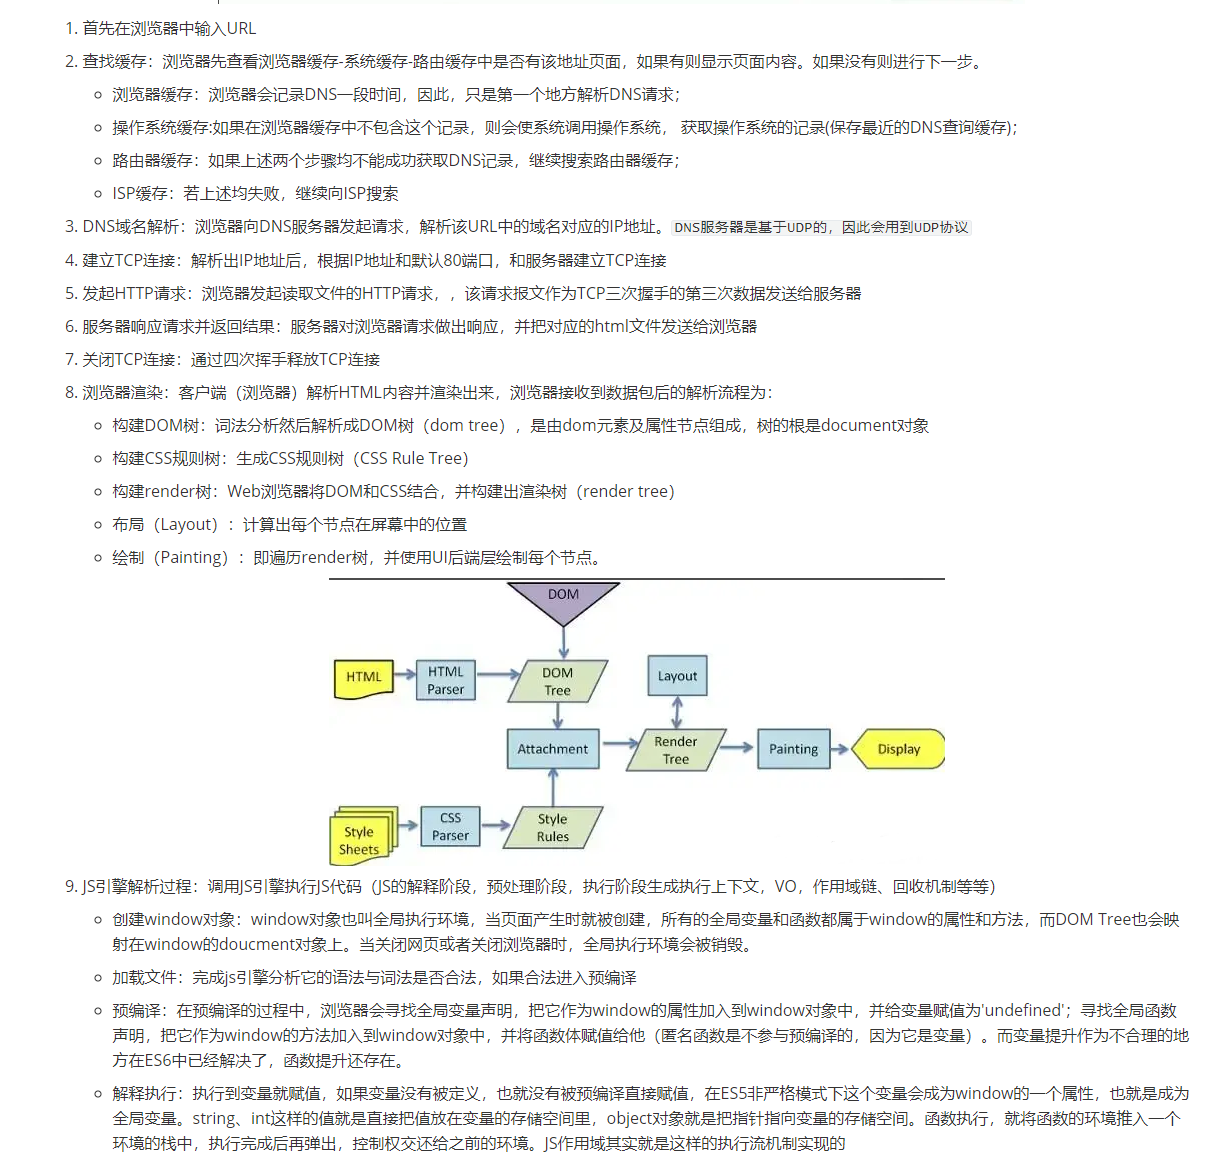 1. 首先在浏览器中输入URL
2. 查找缓存：浏览器先查看浏览器缓存-系统缓存-路由缓存中是否有该地址页面，如果有则显示页面内容。如果没有则进行下一步。
浏览器缓存：浏览器会记录DNS一段时间，因此，只是第一个地方解析DNS请求；
操作系统缓存:如果在浏览器缓存中不包含这个记录，则会使系统调用操作系统， 获取操作系统的记录(保存最近的DNS查询缓存)；
路由器缓存：如果上述两个步骤均不能成功获取DNS记录，继续搜索路由器缓存；
ISP缓存：若上述均失败，继续向ISP搜索
3. DNS域名解析：浏览器向DNS服务器发起请求，解析该URL中的域名对应的IP地址。DNS服务器是基于UDP的，因此会用到UDP协议
4. 建立TCP连接：解析出IP地址后，根据IP地址和默认80端口，和服务器建立TCP连接
5. 发起HTTP请求：浏览器发起读取文件的HTTP请求，，该请求报文作为TCP三次握手的第三次数据发送给服务器
6. 服务器响应请求并返回结果：服务器对浏览器请求做出响应，并把对应的html文件发送给浏览器
7. 关闭TCP连接：通过四次挥手释放TCP连接
8. 浏览器渲染：客户端（浏览器）解析HTML内容并渲染出来，浏览器接收到数据包后的解析流程为：
构建DOM树：词法分析然后解析成DOM树（dom tree），是由dom元素及属性节点组成，树的根是document对象
构建CSS规则树：生成CSS规则树（CSS Rule Tree）
构建render树：Web浏览器将DOM和CSS结合，并构建出渲染树（render tree）
布局（Layout）：计算出每个节点在屏幕中的位置
绘制（Painting）：即遍历render树，并使用UI后端层绘制每个节点。
DOM
HTML
HTML
Parser
DOM
Tree
Layout
Attachment
Render
Tree
Painting
Display
Style
Sheets
CSS
Parser
Style
Rules
9. JS引擎解析过程：调用JS引擎执行JS代码（JS的解释阶段，预处理阶段，执行阶段生成执行上下文，VO，作用域链、回收机制等等）
创建window对象：window对象也叫全局执行环境，当页面产生时就被创建，所有的全局变量和函数都属于window的属性和方法，而DOM Tree也会映
射在window的doucment对象上。当关闭网页或者关闭浏览器时，全局执行环境会被销毁。
加载文件：完成js引擎分析它的语法与词法是否合法，如果合法进入预编译
预编译：在预编译的过程中，浏览器会寻找全局变量声明，把它作为window的属性加入到window对象中，并给变量赋值为'undefined'；寻找全局函数
声明，把它作为window的方法加入到window对象中，并将函数体赋值给他（匿名函数是不参与预编译的，因为它是变量）。而变量提升作为不合理的地
方在ES6中已经解决了，函数提升还存在。
解释执行：执行到变量就赋值，如果变量没有被定义，也就没有被预编译直接赋值，在ES5非严格模式下这个变量会成为window的一个属性，也就是成为
全局变量。string、int这样的值就是直接把值放在变量的存储空间里，object对象就是把指针指向变量的存储空间。函数执行，就将函数的环境推入一个
环境的栈中，执行完成后再弹出，控制权交还给之前的环境。JS作用域其实就是这样的执行流机制实现的